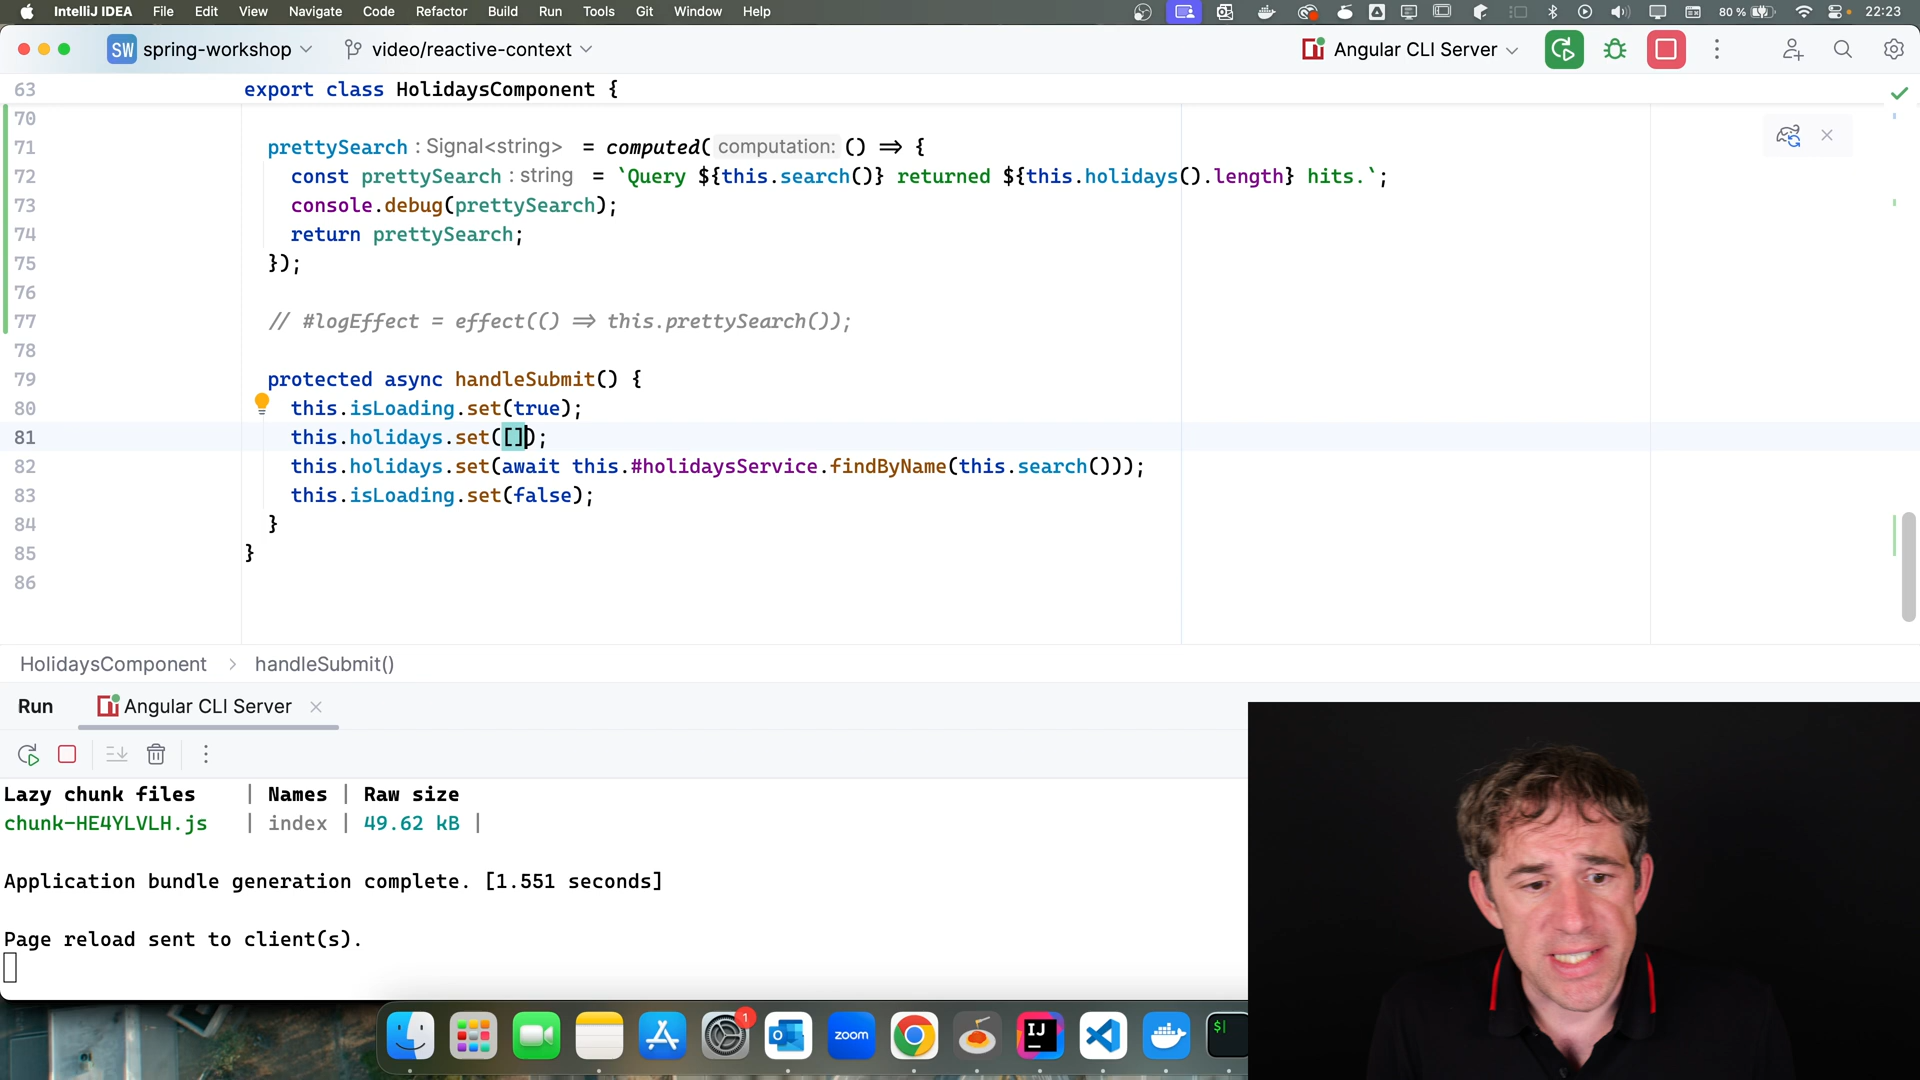 IntelliJ IDEA File Edit View Navigate Code Refactor Build Run Tools Git Window Help 80 % 22:23
SW spring-workshop video/reactive-context Angular CLI Server
63 export class HolidaysComponent {
70
71 prettySearch : Signal<string> = computed( computation: () => {
72 const prettySearch : string = `Query ${this.search()} returned ${this.holidays().length} hits.`;
73 console.debug(prettySearch);
74 return prettySearch;
75 });
76
77 // #logEffect = effect(() => this.prettySearch());
78
79 protected async handleSubmit() {
80 this.isLoading.set(true);
81 this.holidays.set([]);
82 this.holidays.set(await this.#holidaysService.findByName(this.search()));
83 this.isLoading.set(false);
84 }
85 }
86
HolidaysComponent > handleSubmit()
Run Angular CLI Server
Lazy chunk files | Names | Raw size
chunk-HE4YLVLH.js | index | 49.62 kB |
Application bundle generation complete. [1.551 seconds]
Page reload sent to client(s).
1
zoom
IJ
$